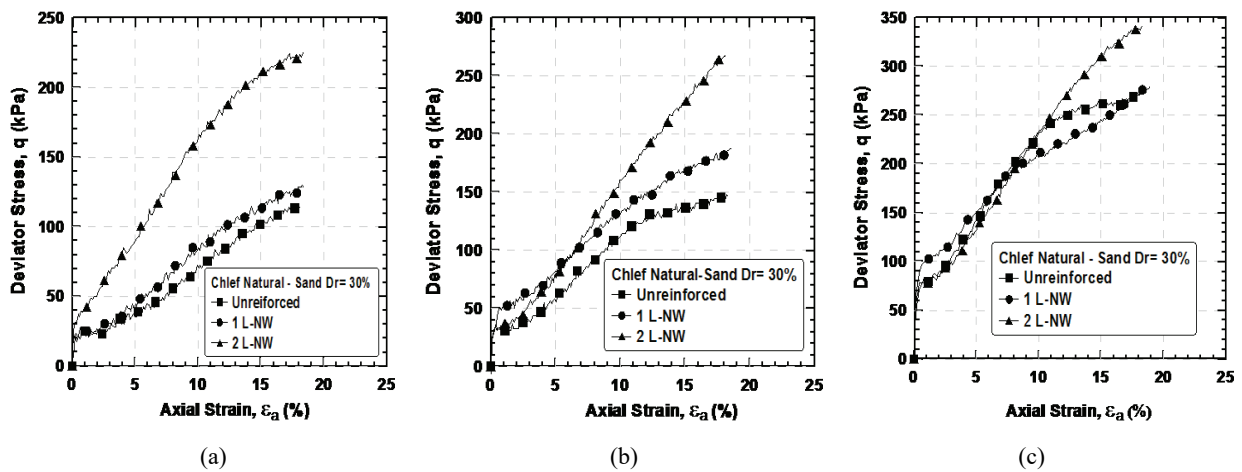 250
200
150
100
50
0
Deviator Stress, q (kPa)
0 5 10 15 20 25
Axial Strain, εa (%)
Chlef Natural - Sand Dr= 30%
Unreiforced
1 L-NW
2 L-NW
(a)
300
250
200
150
100
50
0
Deviator Stress, q (kPa)
0 5 10 15 20 25
Axial Strain, εa (%)
Chlef Natural-Sand Dr= 30%
Unreinforced
1 L-NW
2 L-NW
(b)
350
300
250
200
150
100
50
0
Deviator Stress, q (kPa)
0 5 10 15 20 25
Axial Strain, εa (%)
Chlef Natural - Sand Dr= 30%
Unreinforced
1 L-NW
2 L-NW
(c)